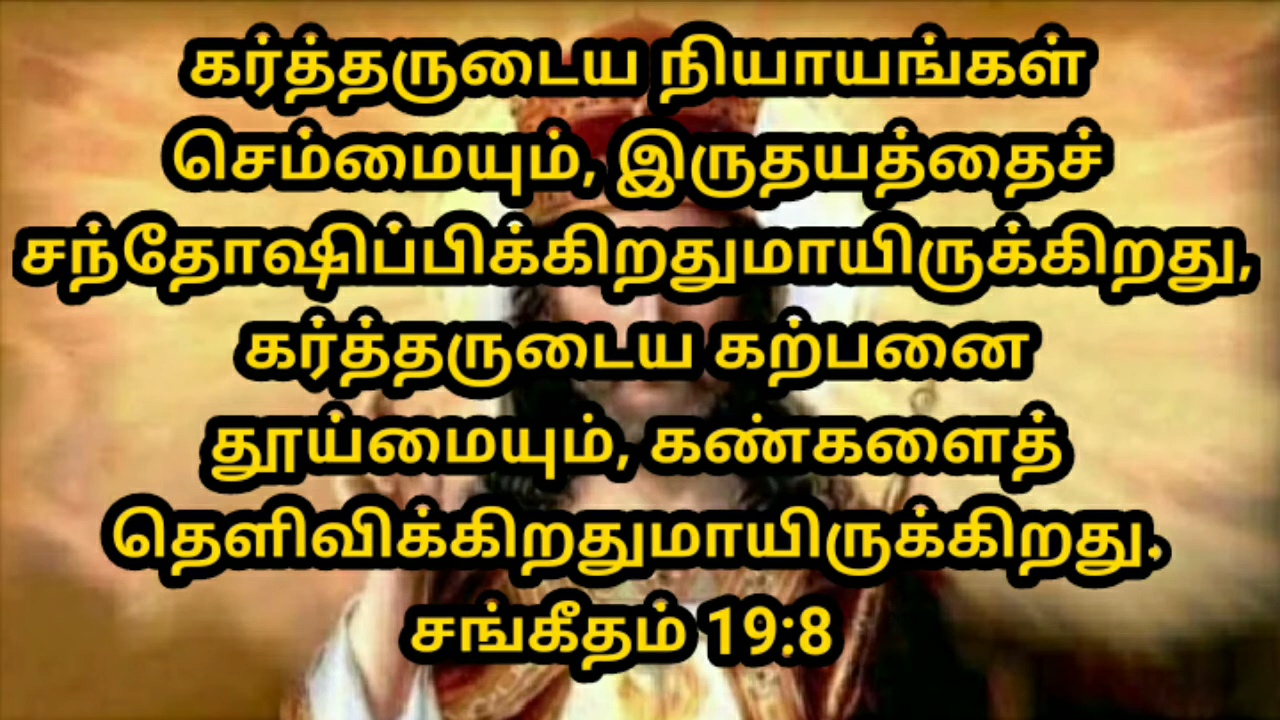 கர்த்தருடைய நியாயங்கள்
செம்மையும், இருதயத்தைச்
சந்தோஷிப்பிக்கிறதுமாயிருக்கிறது,
கர்த்தருடைய கற்பனை
தூய்மையும், கண்களைத்
தெளிவிக்கிறதுமாயிருக்கிறது.
சங்கீதம் 19:8